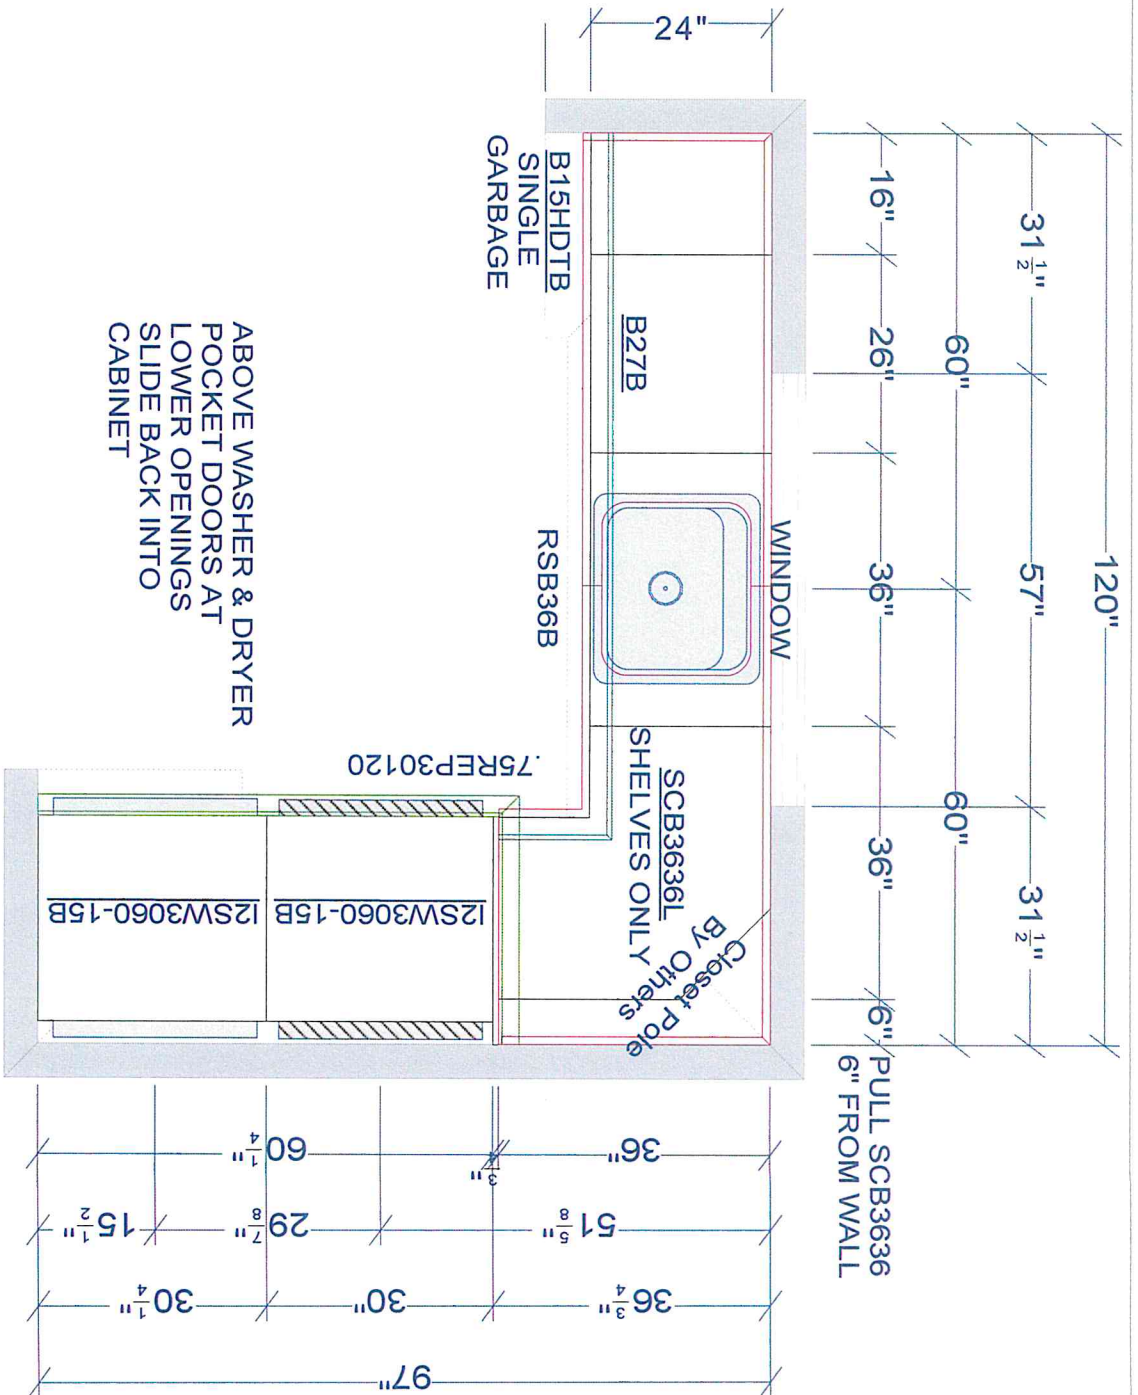 120"
31 1/2"
57"
31 1/2"
60"
60"
16"
26"
36"
36"
6"
24"
WINDOW
B15HDTB
SINGLE
GARBAGE
B27B
RSB36B
SCB3636L
SHELVES ONLY
Closet Pole
By Others
PULL SCB3636
6" FROM WALL
.75REP30120
I2SW3060-15B
I2SW3060-15B
ABOVE WASHER & DRYER
POCKET DOORS AT
LOWER OPENINGS
SLIDE BACK INTO
CABINET
36"
3/4"
60 1/4"
51 5/8"
29 7/8"
15 1/2"
36 3/4"
30"
30 1/4"
97"